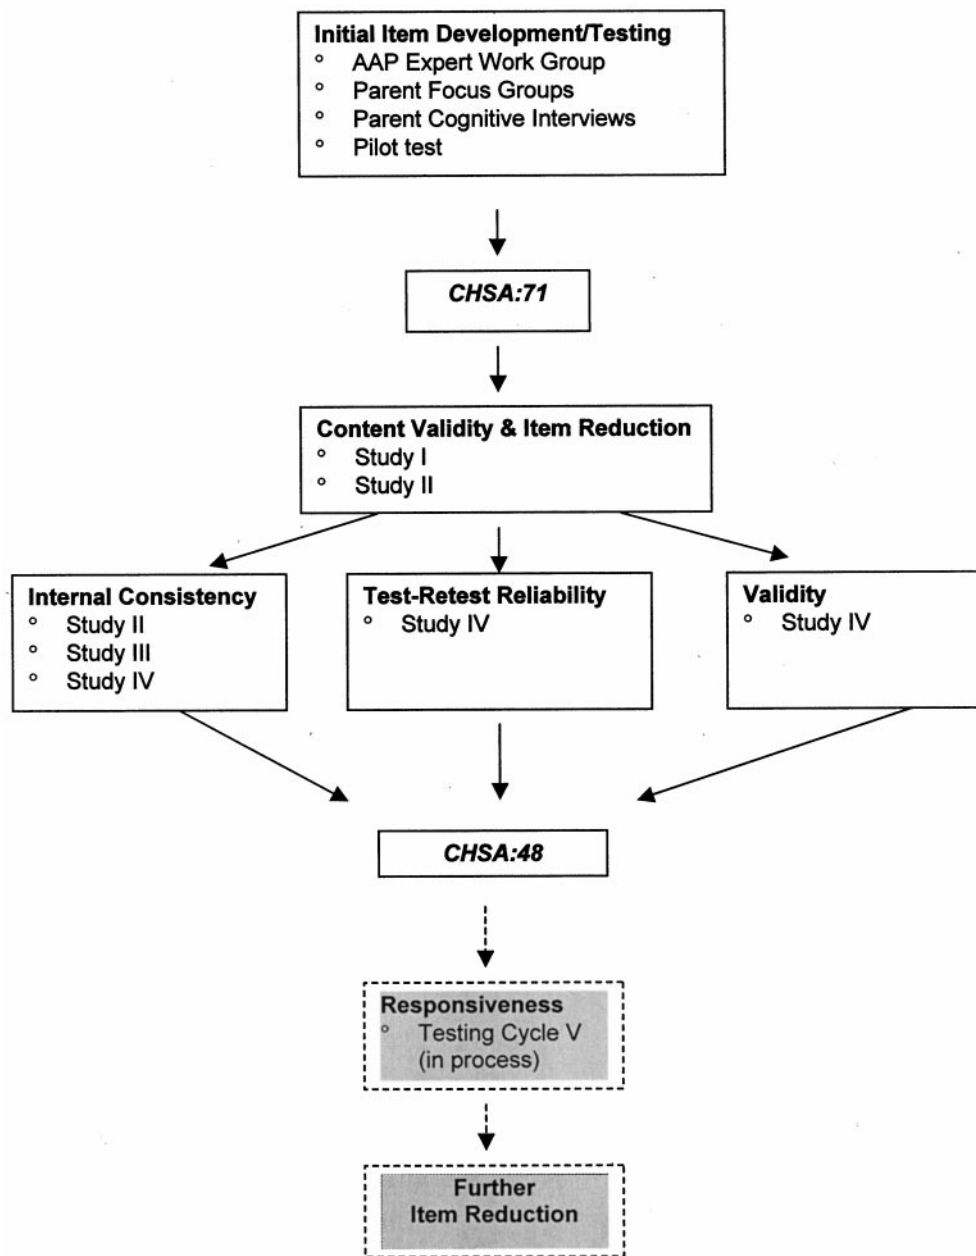 Initial Item Development/Testing
° AAP Expert Work Group
° Parent Focus Groups
° Parent Cognitive Interviews
° Pilot test
CHSA:71
Content Validity & Item Reduction
° Study I
° Study II
Internal Consistency
° Study II
° Study III
° Study IV
Test-Retest Reliability
° Study IV
Validity
° Study IV
CHSA:48
Responsiveness
° Testing Cycle V
(in process)
Further
Item Reduction